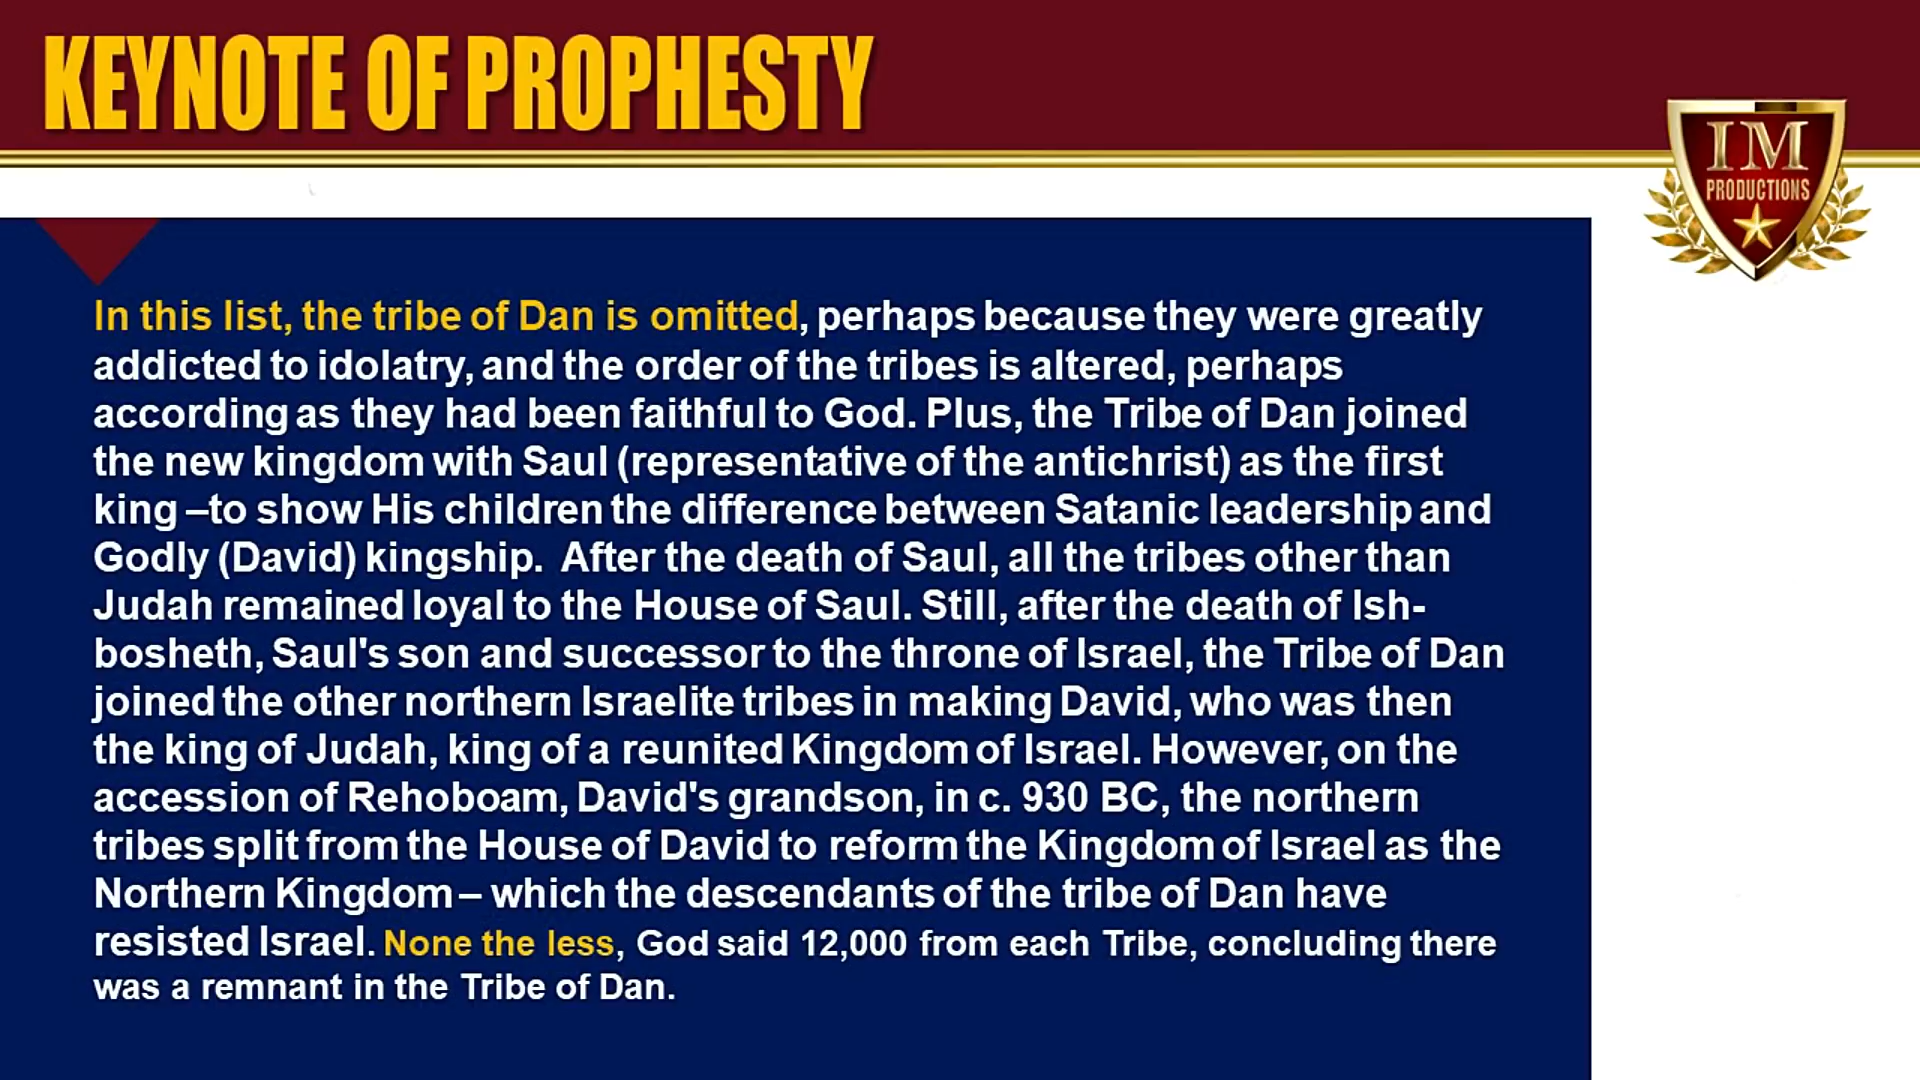 KEYNOTE OF PROPHESTY
IM
PRODUCTIONS
In this list, the tribe of Dan is omitted, perhaps because they were greatly
addicted to idolatry, and the order of the tribes is altered, perhaps
according as they had been faithful to God. Plus, the Tribe of Dan joined
the new kingdom with Saul (representative of the antichrist) as the first
king –to show His children the difference between Satanic leadership and
Godly (David) kingship. After the death of Saul, all the tribes other than
Judah remained loyal to the House of Saul. Still, after the death of Ish-
bosheth, Saul's son and successor to the throne of Israel, the Tribe of Dan
joined the other northern Israelite tribes in making David, who was then
the king of Judah, king of a reunited Kingdom of Israel. However, on the
accession of Rehoboam, David's grandson, in c. 930 BC, the northern
tribes split from the House of David to reform the Kingdom of Israel as the
Northern Kingdom – which the descendants of the tribe of Dan have
resisted Israel. None the less, God said 12,000 from each Tribe, concluding there
was a remnant in the Tribe of Dan.